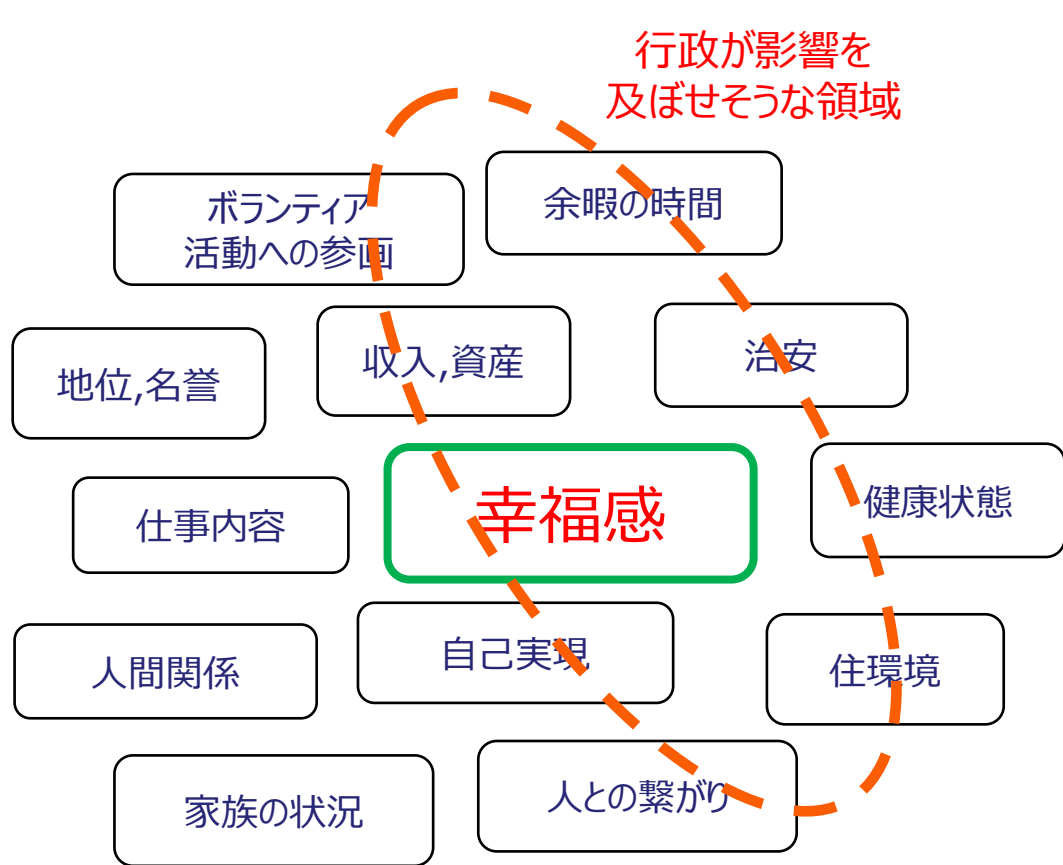 行政が影響を
及ぼせそうな領域
ボランティア
活動への参画
余暇の時間
収入,資産
治安
地位,名誉
幸福感
健康状態
仕事内容
自己実現
住環境
人間関係
人との繋がり
家族の状況